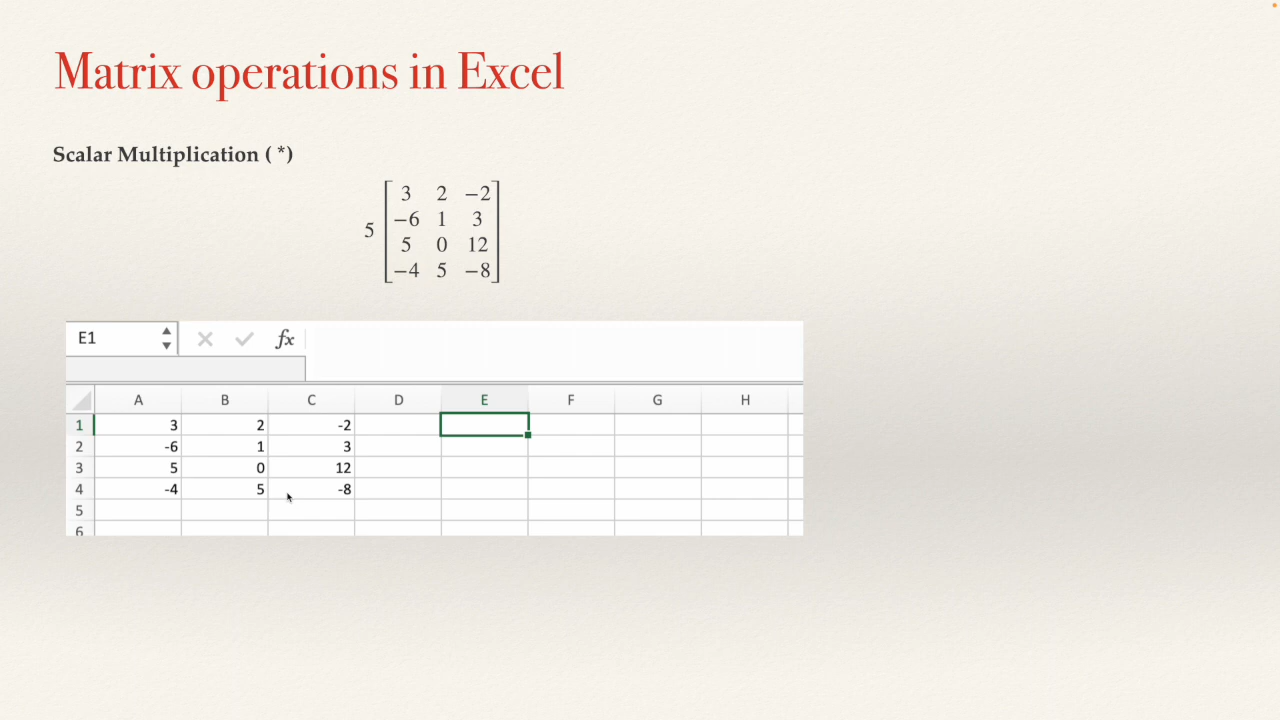 Matrix operations in Excel
Scalar Multiplication ( *)
5
3 2 −2
−6 1 3
5 0 12
−4 5 −8
E1 fx
A B C D E F G H
1 3 2 -2
2 -6 1 3
3 5 0 12
4 -4 5 -8
5
6